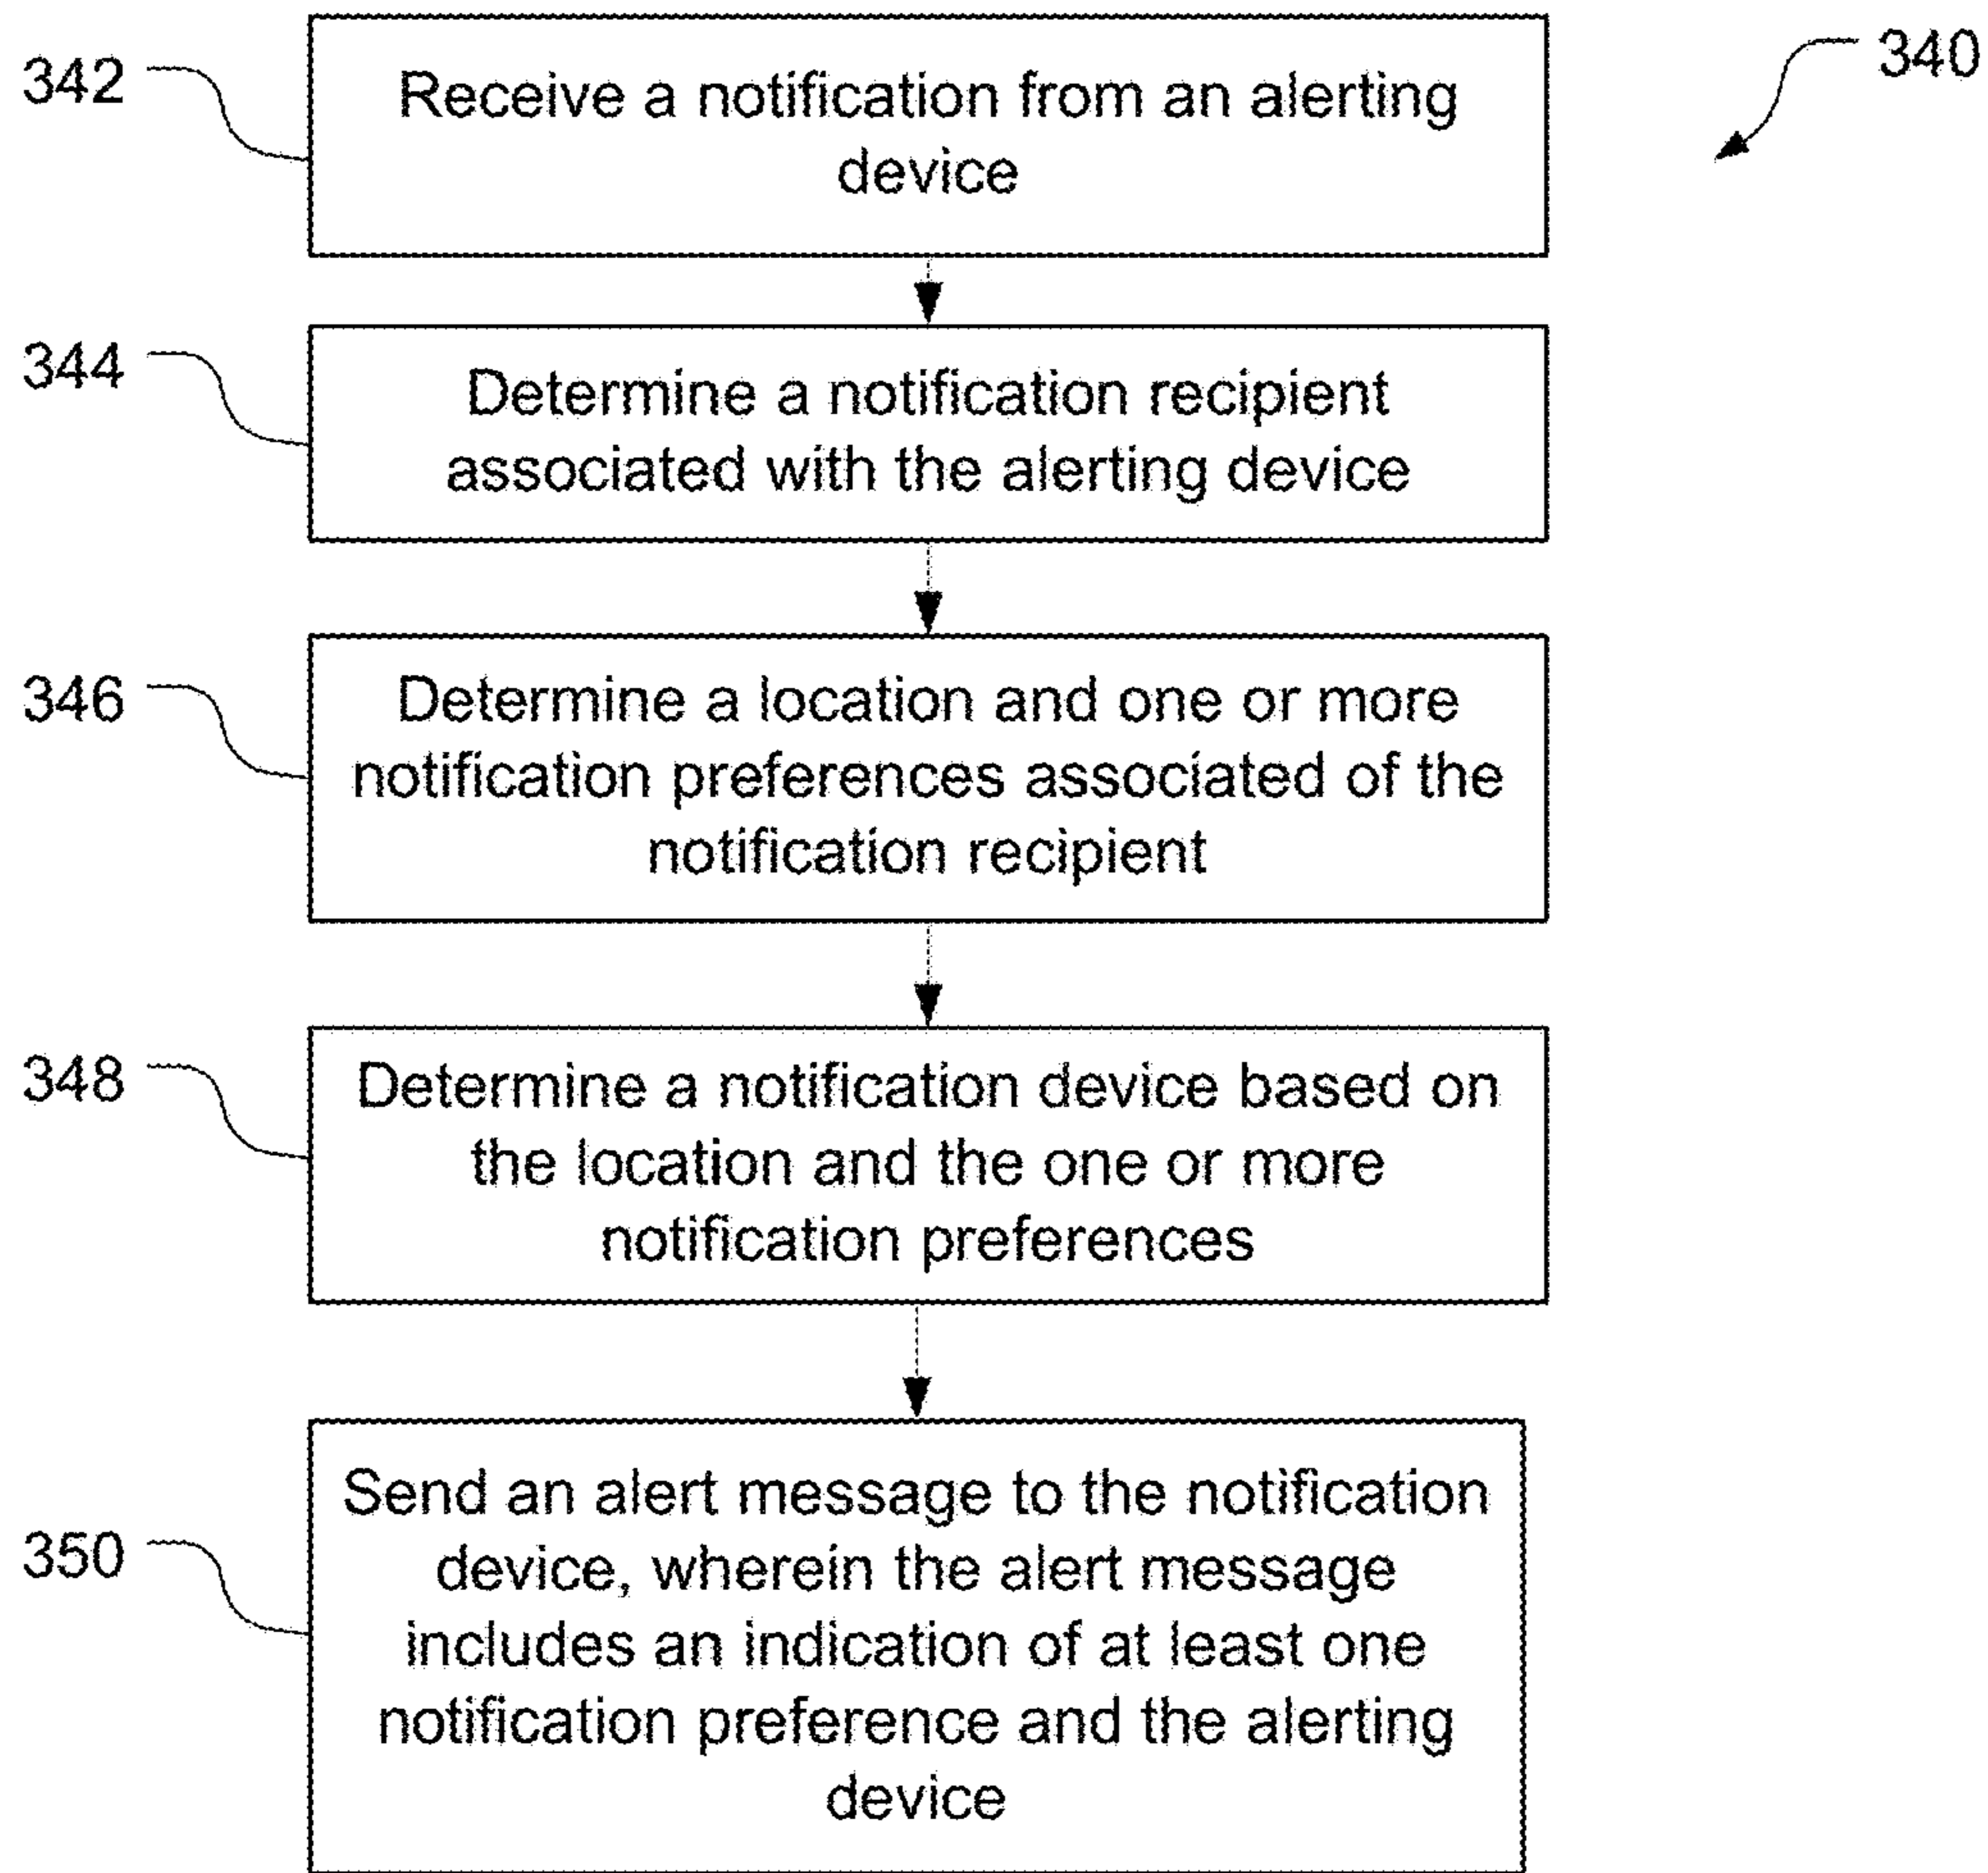 340
342
Receive a notification from an alerting
device
344
Determine a notification recipient
associated with the alerting device
346
Determine a location and one or more
notification preferences associated of the
notification recipient
348
Determine a notification device based on
the location and the one or more
notification preferences
350
Send an alert message to the notification
device, wherein the alert message
includes an indication of at least one
notification preference and the alerting
device